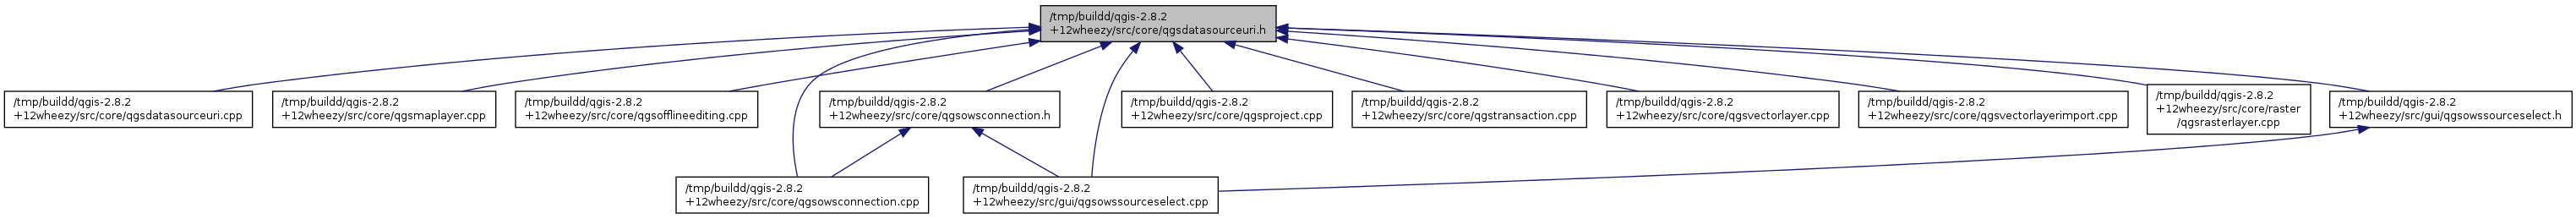 /tmp/buildd/qgis-2.8.2
+12wheezy/src/core/qgsdatasourceuri.h
/tmp/buildd/qgis-2.8.2
+12wheezy/src/core/qgsdatasourceuri.cpp
/tmp/buildd/qgis-2.8.2
+12wheezy/src/core/qgsmaplayer.cpp
/tmp/buildd/qgis-2.8.2
+12wheezy/src/core/qgsofflineediting.cpp
/tmp/buildd/qgis-2.8.2
+12wheezy/src/core/qgsowsconnection.h
/tmp/buildd/qgis-2.8.2
+12wheezy/src/core/qgsproject.cpp
/tmp/buildd/qgis-2.8.2
+12wheezy/src/core/qgstransaction.cpp
/tmp/buildd/qgis-2.8.2
+12wheezy/src/core/qgsvectorlayer.cpp
/tmp/buildd/qgis-2.8.2
+12wheezy/src/core/qgsvectorlayerimport.cpp
/tmp/buildd/qgis-2.8.2
+12wheezy/src/core/raster
/qgsrasterlayer.cpp
/tmp/buildd/qgis-2.8.2
+12wheezy/src/gui/qgsowssourceselect.h
/tmp/buildd/qgis-2.8.2
+12wheezy/src/core/qgsowsconnection.cpp
/tmp/buildd/qgis-2.8.2
+12wheezy/src/gui/qgsowssourceselect.cpp